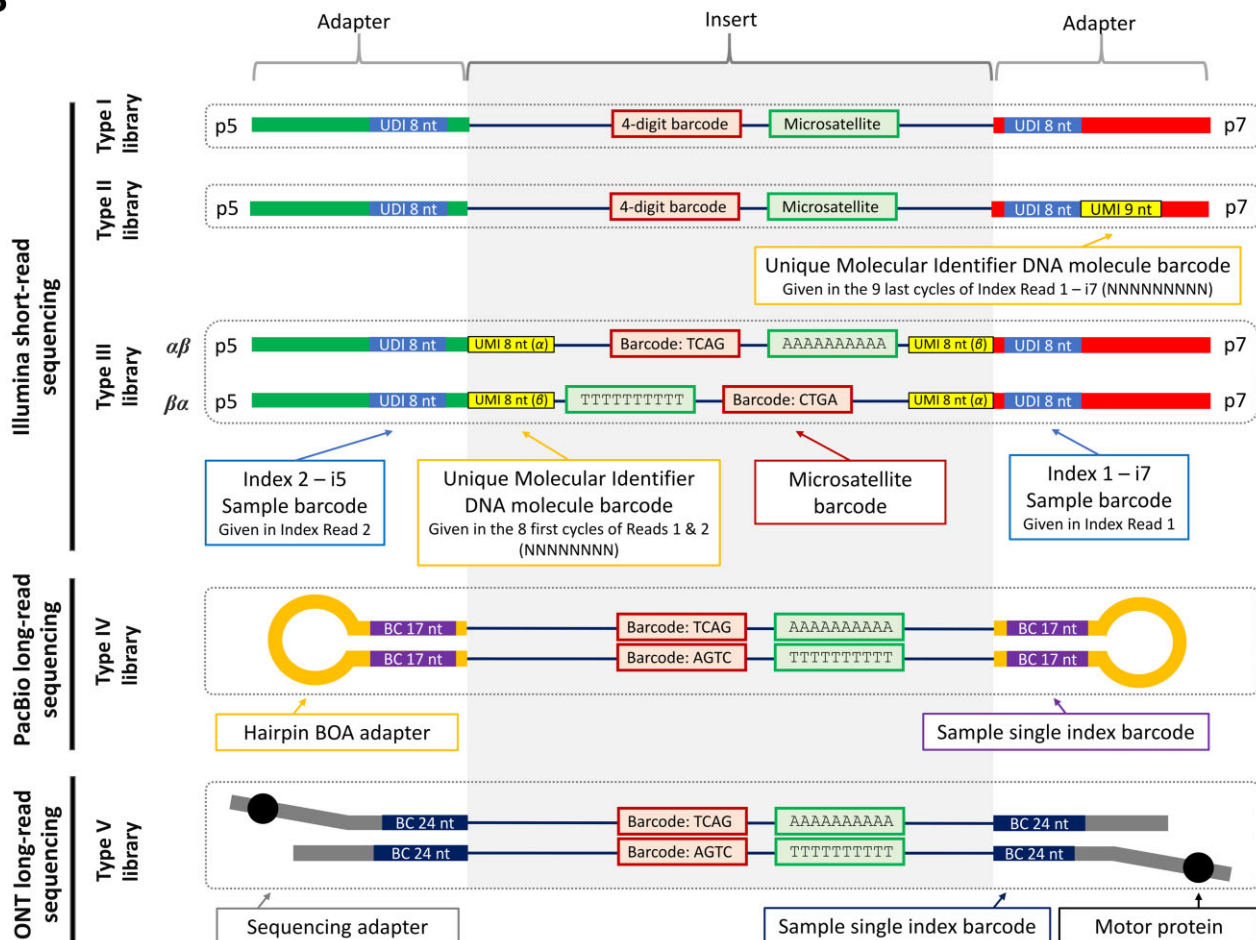 Adapter
Insert
Adapter
Illumina short-read
sequencing
Type I
library
p5
UDI 8 nt
4-digit barcode
Microsatellite
UDI 8 nt
p7
Type II
library
p5
UDI 8 nt
4-digit barcode
Microsatellite
UDI 8 nt
UMI 9 nt
p7
Unique Molecular Identifier DNA molecule barcode
Given in the 9 last cycles of Index Read 1 – i7 (NNNNNNNNN)
Type III
library
αβ
p5
UDI 8 nt
UMI 8 nt (α)
Barcode: TCAG
AAAAAAAAAA
UMI 8 nt (β)
UDI 8 nt
p7
βα
p5
UDI 8 nt
UMI 8 nt (β)
TTTTTTTTTT
Barcode: CTGA
UMI 8 nt (α)
UDI 8 nt
p7
Index 2 – i5
Sample barcode
Given in Index Read 2
Unique Molecular Identifier
DNA molecule barcode
Given in the 8 first cycles of Reads 1 & 2
(NNNNNNNN)
Microsatellite
barcode
Index 1 – i7
Sample barcode
Given in Index Read 1
PacBio long-read
sequencing
Type IV
library
BC 17 nt
Barcode: TCAG
AAAAAAAAAA
BC 17 nt
BC 17 nt
Barcode: AGTC
TTTTTTTTTT
BC 17 nt
Hairpin BOA adapter
Sample single index barcode
ONT long-read
sequencing
Type V
library
BC 24 nt
Barcode: TCAG
AAAAAAAAAA
BC 24 nt
BC 24 nt
Barcode: AGTC
TTTTTTTTTT
BC 24 nt
Sequencing adapter
Sample single index barcode
Motor protein